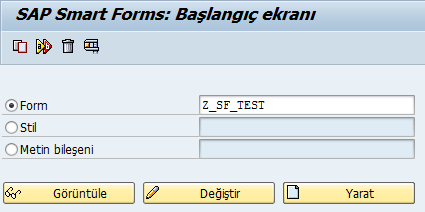 SAP Smart Forms: Başlangıç ekranı
Form Z_SF_TEST
Stil
Metin bileşeni
Görüntüle Değiştir Yarat